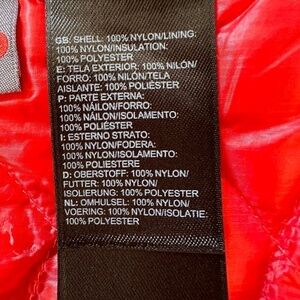 GB: SHELL: 100% NYLON/LINING:
100% NYLON/INSULATION:
100% POLYESTER
E: TELA EXTERIOR: 100% NILÓN/
FORRO: 100% NILÓN/TELA
AISLANTE: 100% POLIÉSTER
P: PARTE EXTERNA:
100% NÁILON/FORRO:
100% NÁILON/ISOLAMENTO:
100% POLIÉSTER
I: ESTERNO STRATO:
100% NYLON/FODERA:
100% NYLON/ISOLAMENTO:
100% POLIESTERE
D: OBERSTOFF: 100% NYLON/
FUTTER: 100% NYLON/
ISOLIERUNG: 100% POLYESTER
NL: OMHULSEL: 100% NYLON/
VOERING: 100% NYLON/ISOLATIE:
100% POLYESTER